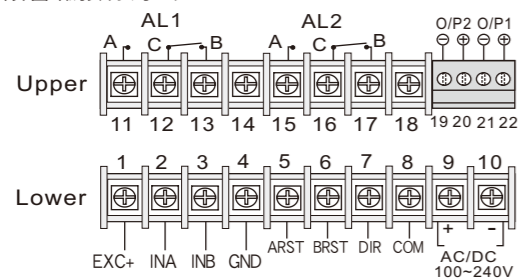 AL1 AL2 O/P2 O/P1
A C B A C B ⊖ ⊕ ⊖ ⊕
Upper
11 12 13 14 15 16 17 18 19 20 21 22
1 2 3 4 5 6 7 8 9 10
Lower
+ -
EXC+ INA INB GND ARST BRST DIR COM AC/DC
100~240V